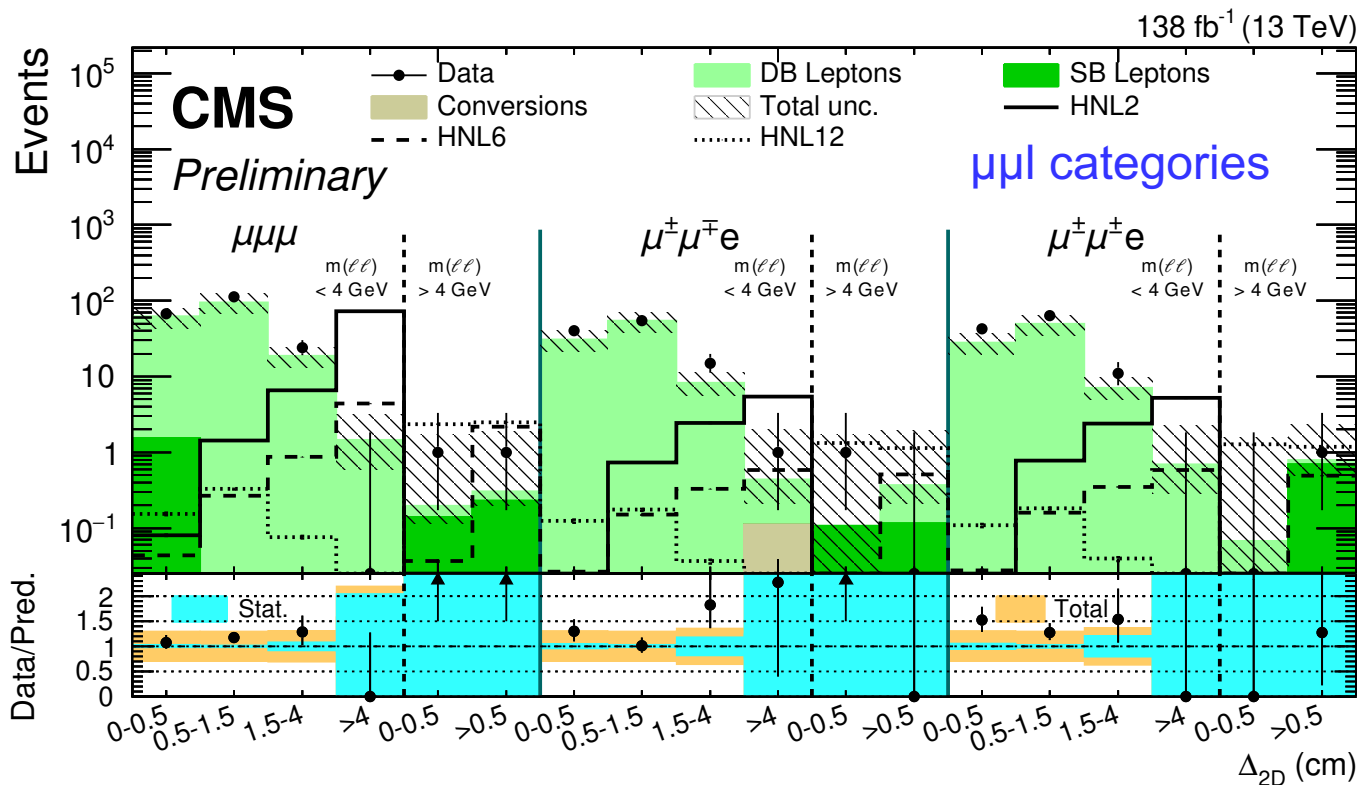 138 fb⁻¹ (13 TeV)
Events
10⁵
10⁴
10³
10²
10
1
10⁻¹
CMS
Preliminary
Data
DB Leptons
SB Leptons
Conversions
Total unc.
HNL2
HNL6
HNL12
μμl categories
μμμ
μ±μ∓e
μ±μ±e
m(ℓℓ) < 4 GeV
m(ℓℓ) > 4 GeV
m(ℓℓ) < 4 GeV
m(ℓℓ) > 4 GeV
m(ℓℓ) < 4 GeV
m(ℓℓ) > 4 GeV
Data/Pred.
2
1.5
1
0.5
0
Stat.
Total
0-0.5
0.5-1.5
1.5-4
>4
0-0.5
>0.5
0-0.5
0.5-1.5
1.5-4
>4
0-0.5
>0.5
0-0.5
0.5-1.5
1.5-4
>4
0-0.5
>0.5
Δ₂D (cm)